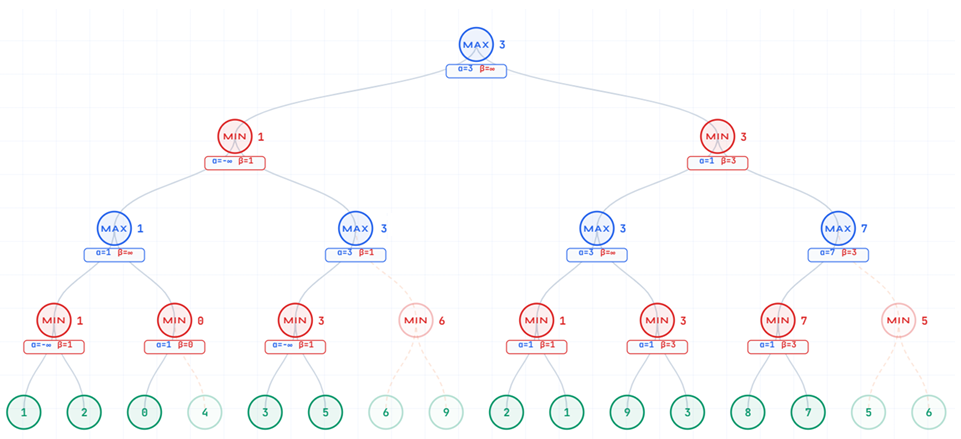 MAX 3
α=3 β=∞
MIN 1 MIN 3
α=-∞ β=1 α=1 β=3
MAX 1 MAX 3 MAX 3 MAX 7
α=1 β=∞ α=3 β=1 α=3 β=∞ α=7 β=3
MIN 1 MIN 0 MIN 3 MIN 6 MIN 1 MIN 3 MIN 7 MIN 5
α=-∞ β=1 α=1 β=0 α=-∞ β=1 α=1 β=1 α=1 β=3 α=1 β=3
1 2 0 4 3 5 6 9 2 1 9 3 8 7 5 6